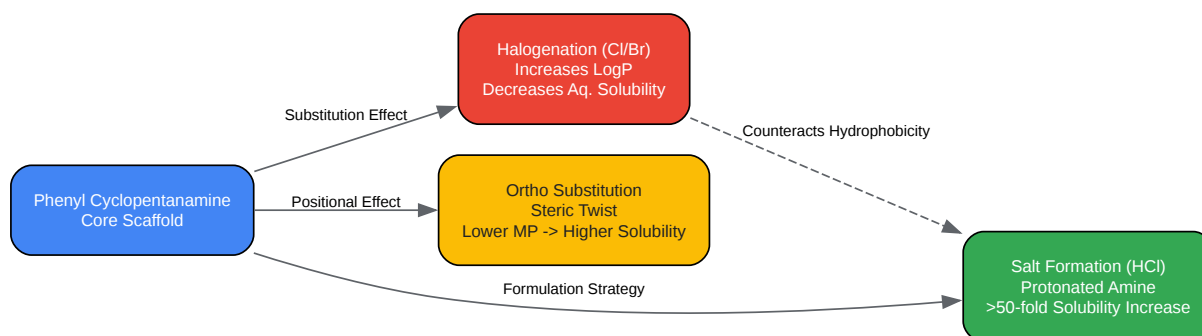 Halogenation (Cl/Br)
Increases LogP
Decreases Aq. Solubility
Substitution Effect
Counteracts Hydrophobicity
Phenyl Cyclopentanamine
Core Scaffold
Positional Effect
Ortho Substitution
Steric Twist
Lower MP -> Higher Solubility
Formulation Strategy
Salt Formation (HCl)
Protonated Amine
>50-fold Solubility Increase